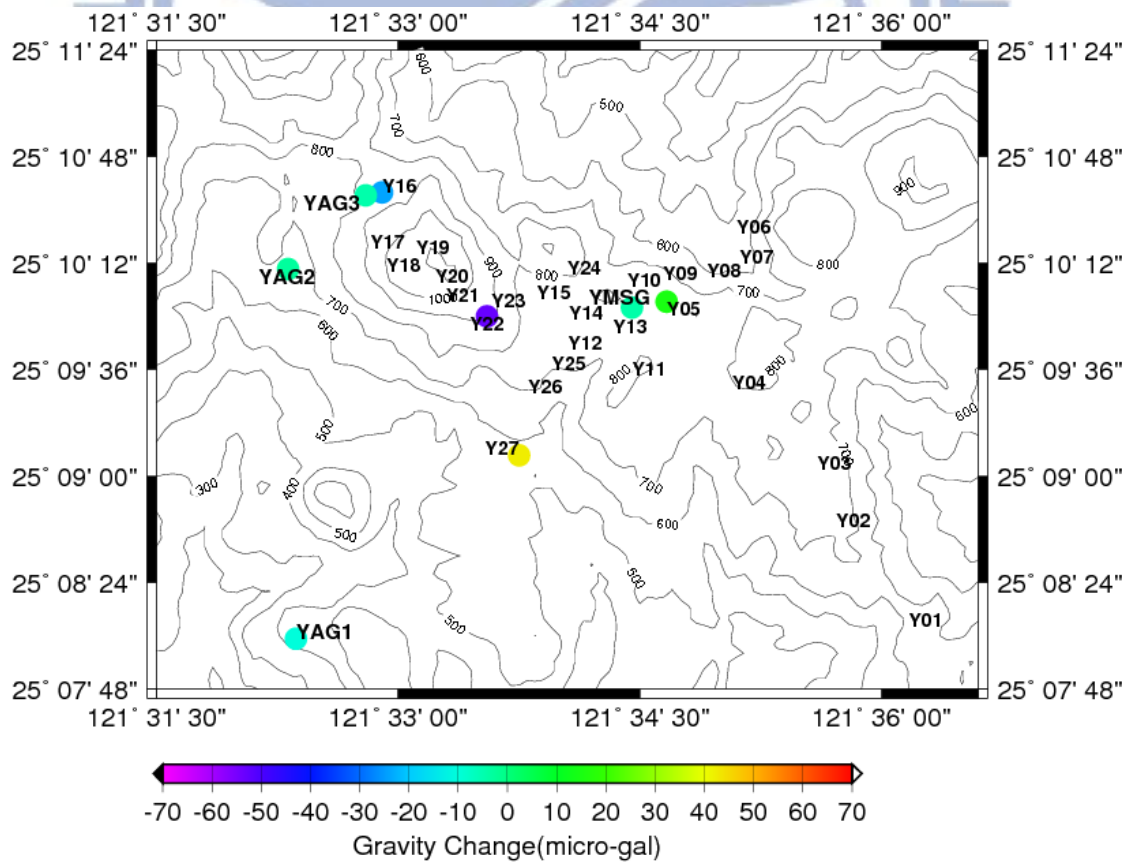 121° 31' 30" 121° 33' 00" 121° 34' 30" 121° 36' 00"
25° 11' 24" 25° 11' 24"
600
500
700
800
25° 10' 48" 25° 10' 48"
Y16
900
YAG3
Y06
Y17 Y19 600
Y18 900 Y24 Y07 800
25° 10' 12" 25° 10' 12"
YAG2 Y20 800 Y10 Y09 Y08
Y21 Y15 700
1000 Y23 YMSG
700 Y14 Y05
600 Y22 Y13
Y12
25° 09' 36" Y25 800 Y11 800 25° 09' 36"
Y26 Y04
600
500
Y27 700
Y03
25° 09' 00" 25° 09' 00"
300 400 700
500 600 Y02
25° 08' 24" 500 25° 08' 24"
500 Y01
YAG1
25° 07' 48" 25° 07' 48"
121° 31' 30" 121° 33' 00" 121° 34' 30" 121° 36' 00"
-70 -60 -50 -40 -30 -20 -10 0 10 20 30 40 50 60 70
Gravity Change(micro-gal)